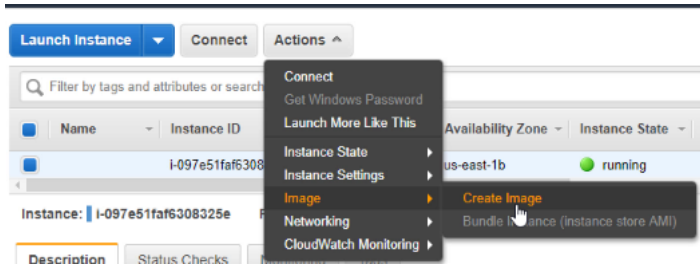 Launch Instance Connect Actions
Filter by tags and attributes or search
Connect
Get Windows Password
Launch More Like This
Name Instance ID Availability Zone Instance State
Instance State
i-097e51faf6308 us-east-1b running
Instance Settings
Image Create Image
Instance: i-097e51faf6308325e
Networking Bundle Instance (instance store AMI)
CloudWatch Monitoring
Description Status Checks